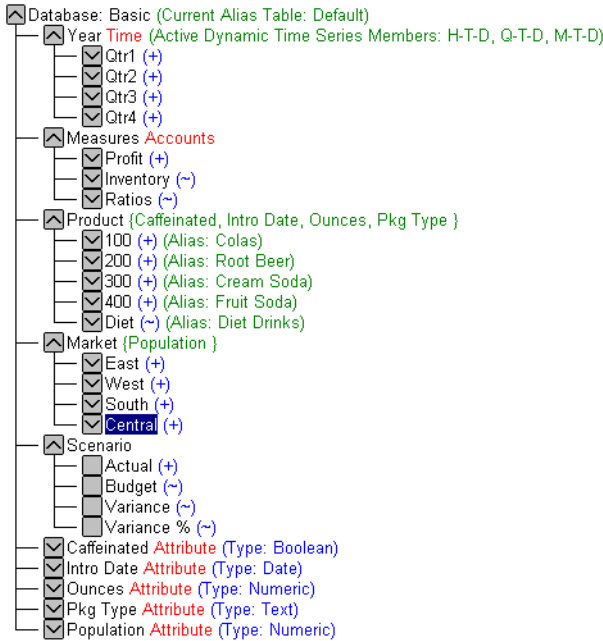 Database: Basic (Current Alias Table: Default)
Year Time (Active Dynamic Time Series Members: H-T-D, Q-T-D, M-T-D)
Qtr1 (+)
Qtr2 (+)
Qtr3 (+)
Qtr4 (+)
Measures Accounts
Profit (+)
Inventory (~)
Ratios (~)
Product {Caffeinated, Intro Date, Ounces, Pkg Type }
100 (+) (Alias: Colas)
200 (+) (Alias: Root Beer)
300 (+) (Alias: Cream Soda)
400 (+) (Alias: Fruit Soda)
Diet (~) (Alias: Diet Drinks)
Market {Population }
East (+)
West (+)
South (+)
Central (+)
Scenario
Actual (+)
Budget (~)
Variance (~)
Variance % (~)
Caffeinated Attribute (Type: Boolean)
Intro Date Attribute (Type: Date)
Ounces Attribute (Type: Numeric)
Pkg Type Attribute (Type: Text)
Population Attribute (Type: Numeric)